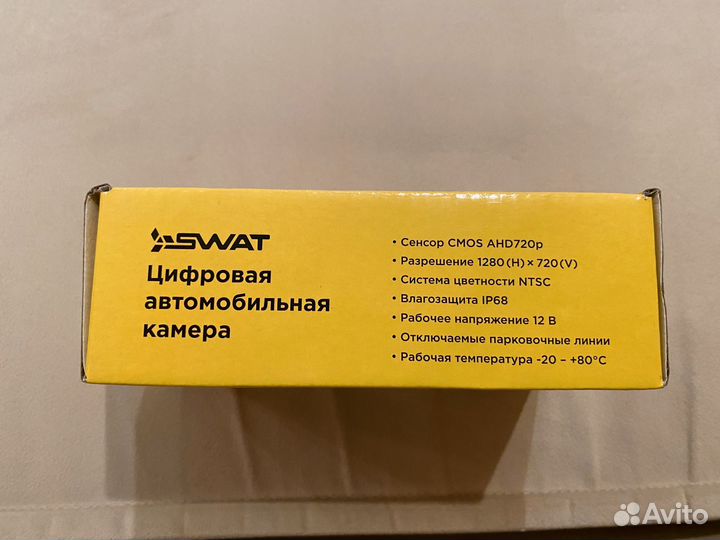 SWAT
Цифровая
автомобильная
камера
• Сенсор CMOS AHD720p
• Разрешение 1280(H)×720(V)
• Система цветности NTSC
• Влагозащита IP68
• Рабочее напряжение 12 В
• Отключаемые парковочные линии
• Рабочая температура -20 – +80°C
Avito